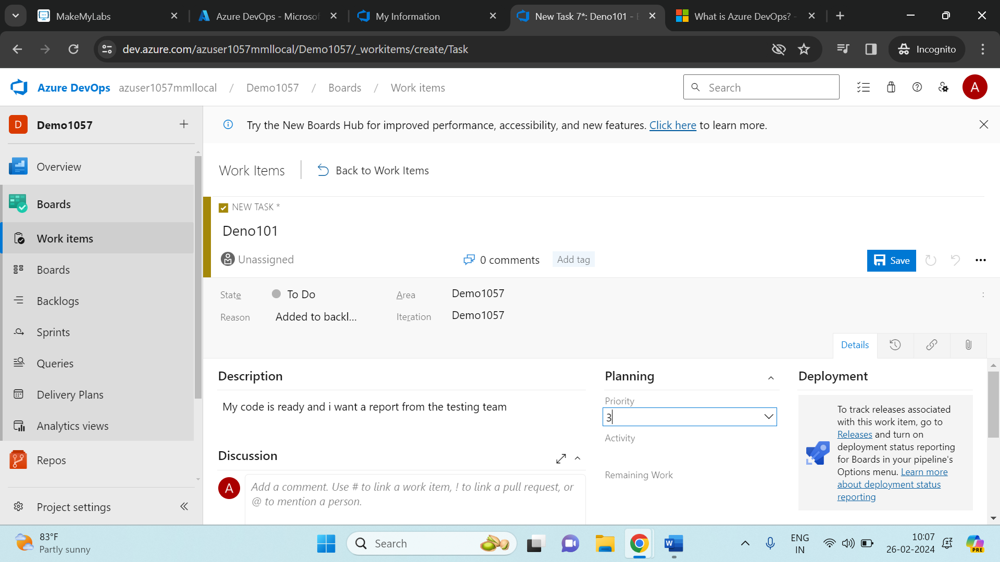 MakeMyLabs
Azure DevOps - Microsof
My Information
New Task 7*: Deno101 -
What is Azure DevOps? -
dev.azure.com/azuser1057mmllocal/Demo1057/_workitems/create/Task
Incognito
Azure DevOps
azuser1057mmllocal / Demo1057 / Boards / Work items
Search
A
D
Demo1057
Try the New Boards Hub for improved performance, accessibility, and new features. Click here to learn more.
Overview
Boards
Work items
Boards
Backlogs
Sprints
Queries
Delivery Plans
Analytics views
Repos
Project settings
Work Items
Back to Work Items
NEW TASK *
Deno101
Unassigned
0 comments
Add tag
Save
State
To Do
Area
Demo1057
Reason
Added to backl...
Iteration
Demo1057
Details
Description
My code is ready and i want a report from the testing team
Discussion
A
Add a comment. Use # to link a work item, ! to link a pull request, or
@ to mention a person.
Planning
Priority
3
Activity
Remaining Work
Deployment
To track releases associated
with this work item, go to
Releases and turn on
deployment status reporting
for Boards in your pipeline's
Options menu. Learn more
about deployment status
reporting
83°F
Partly sunny
Search
ENG
IN
10:07
26-02-2024
PRE